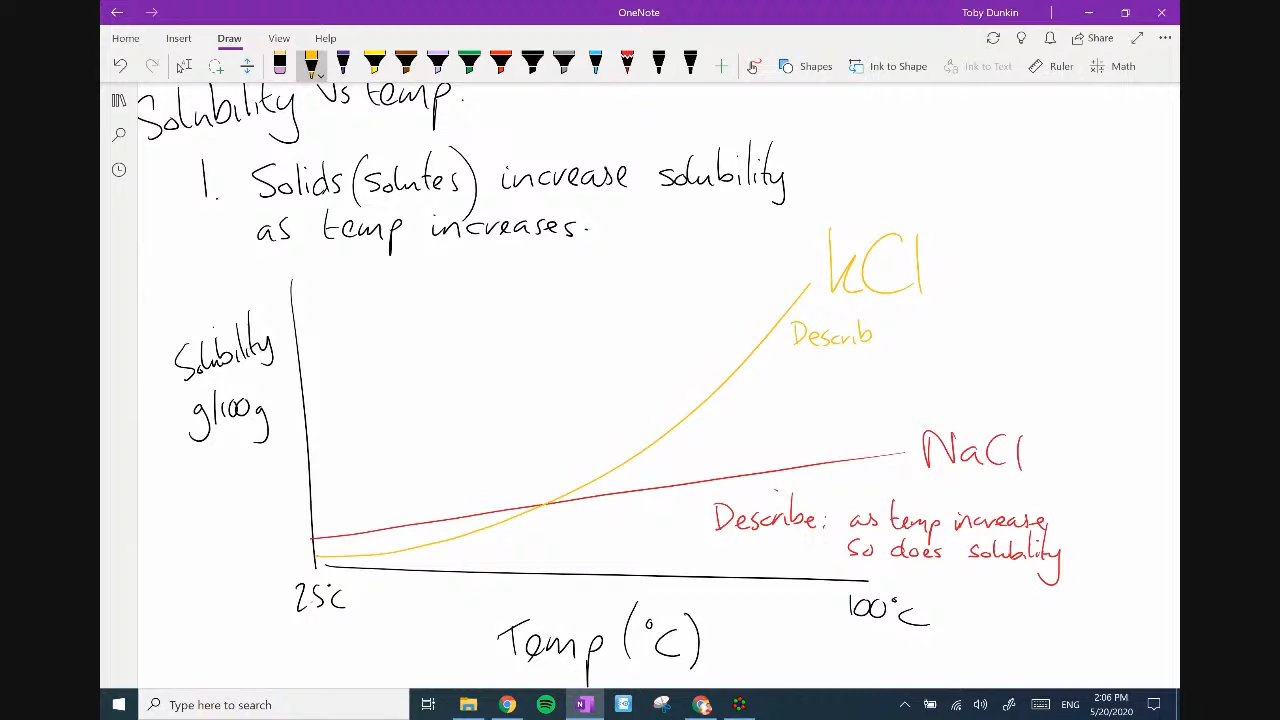 OneNote
Toby Dunkin
Home Insert Draw View Help
Share
Shapes Ink to Shape Ink to Text Ruler Math
Solubility Vs temp.
1. Solids (solutes) increase solubility
as temp increases.
kCl
Describ
Solubility
g/100g
NaCl
Describe: as temp increase
so does solubility
25°C
100°C
Temp (°C)
Type here to search
ENG
2:06 PM
5/20/2020